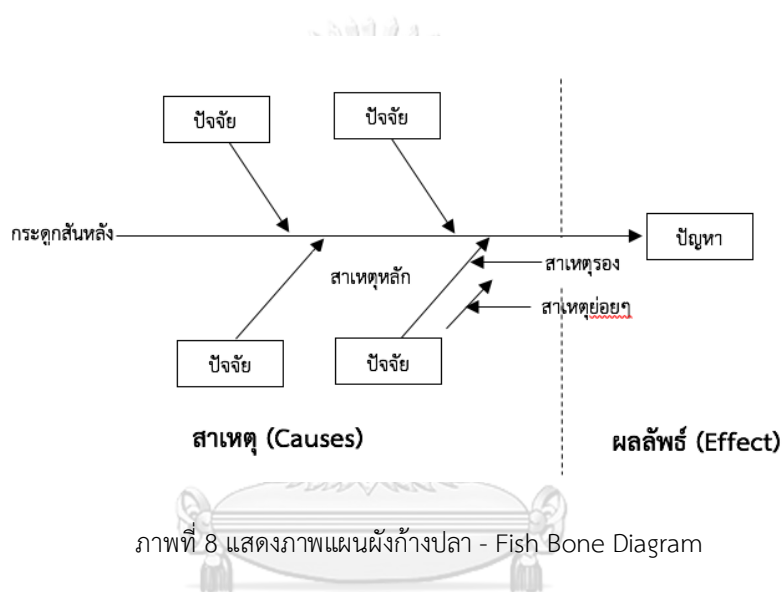 ปัจจัย
ปัจจัย
กระดูกสันหลัง
ปัญหา
สาเหตุรอง
สาเหตุหลัก
สาเหตุย่อยๆ
ปัจจัย
ปัจจัย
สาเหตุ (Causes)
ผลลัพธ์ (Effect)
ภาพที่ 8 แสดงภาพแผนผังก้างปลา - Fish Bone Diagram